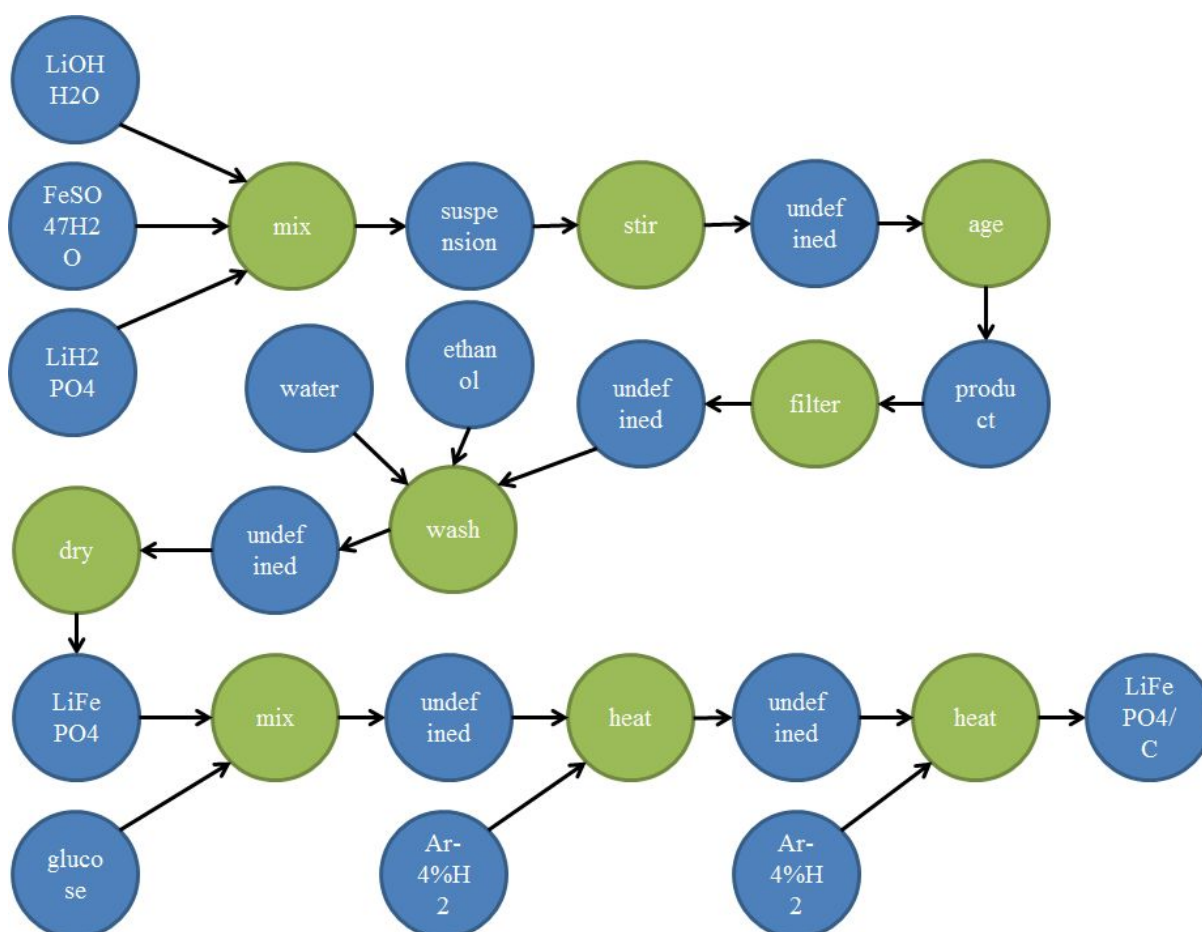 LiOH
H2O
FeSO
47H2
O
LiH2
PO4
mix
suspe
nsion
stir
undef
ined
age
water
ethan
ol
undef
ined
filter
produ
ct
dry
undef
ined
wash
LiFe
PO4
mix
undef
ined
heat
undef
ined
heat
LiFe
PO4/
C
gluco
se
Ar-
4%H
2
Ar-
4%H
2